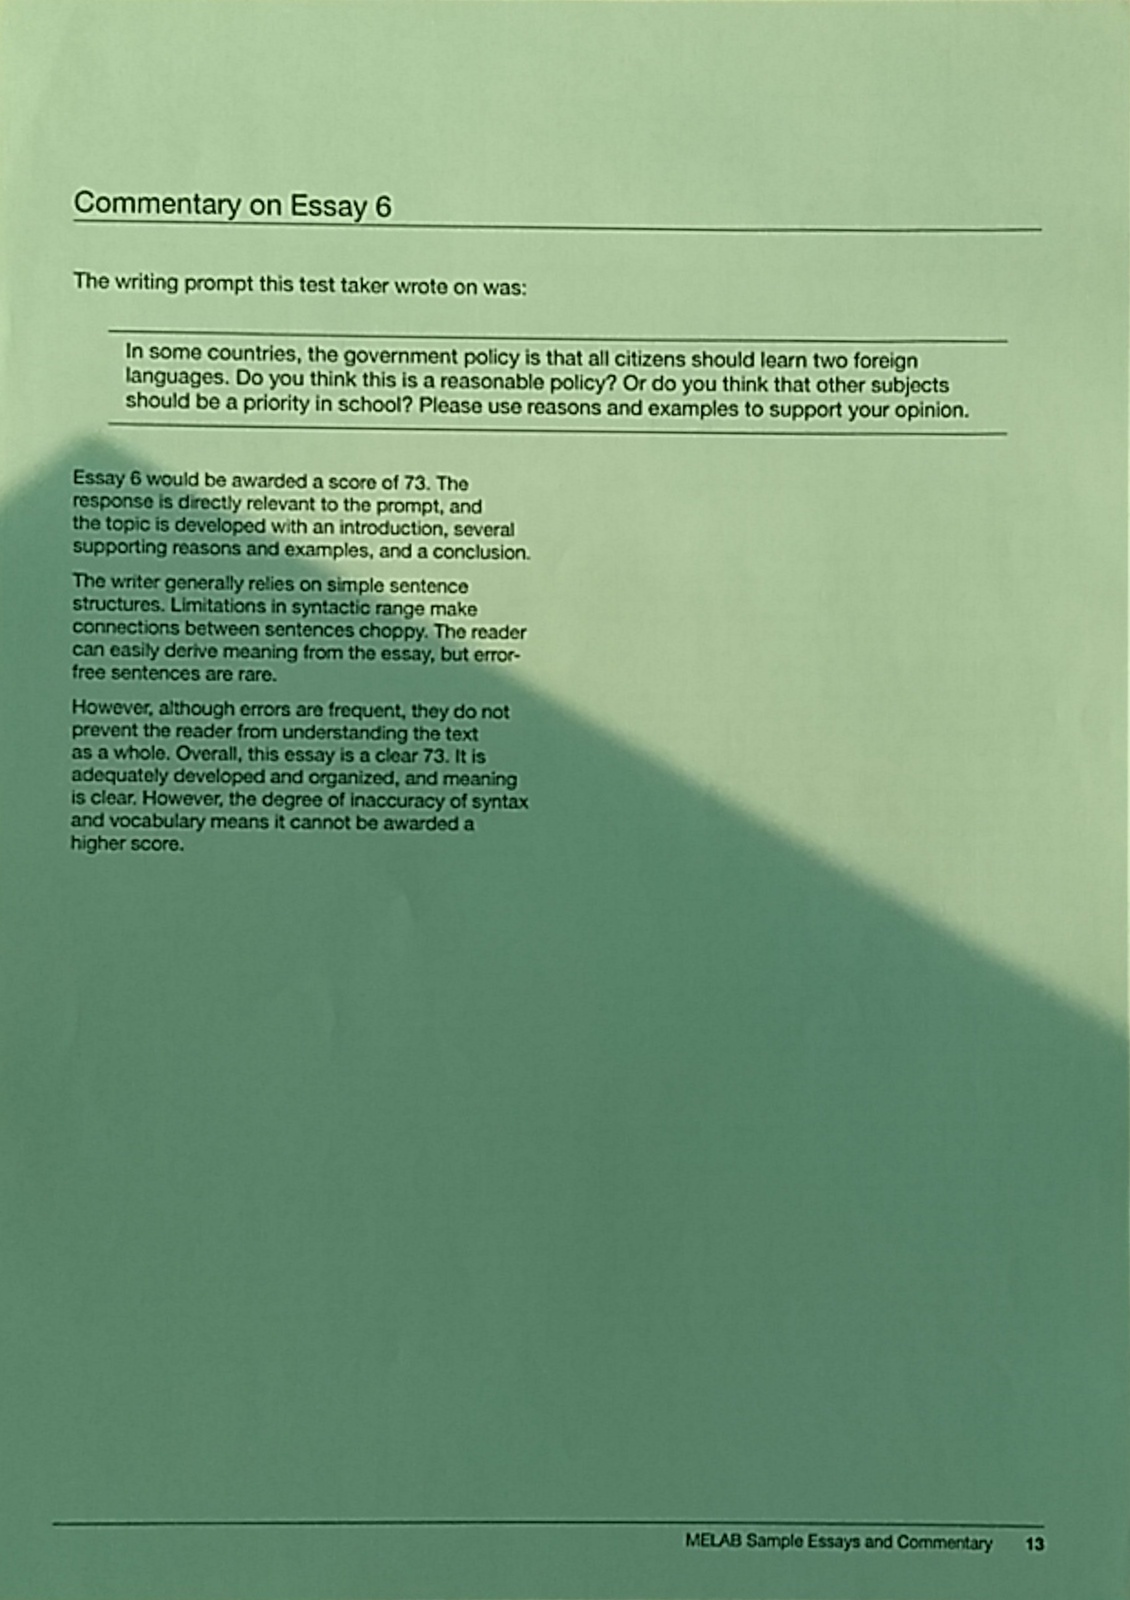 Commentary on Essay 6
The writing prompt this test taker wrote on was:
In some countries, the government policy is that all citizens should learn two foreign
languages. Do you think this is a reasonable policy? Or do you think that other subjects
should be a priority in school? Please use reasons and examples to support your opinion.
Essay 6 would be awarded a score of 73. The
response is directly relevant to the prompt, and
the topic is developed with an introduction, several
supporting reasons and examples, and a conclusion.
The writer generally relies on simple sentence
structures. Limitations in syntactic range make
connections between sentences choppy. The reader
can easily derive meaning from the essay, but error-
free sentences are rare.
However, although errors are frequent, they do not
prevent the reader from understanding the text
as a whole. Overall, this essay is a clear 73. It is
adequately developed and organized, and meaning
is clear. However, the degree of inaccuracy of syntax
and vocabulary means it cannot be awarded a
higher score.
MELAB Sample Essays and Commentary 13